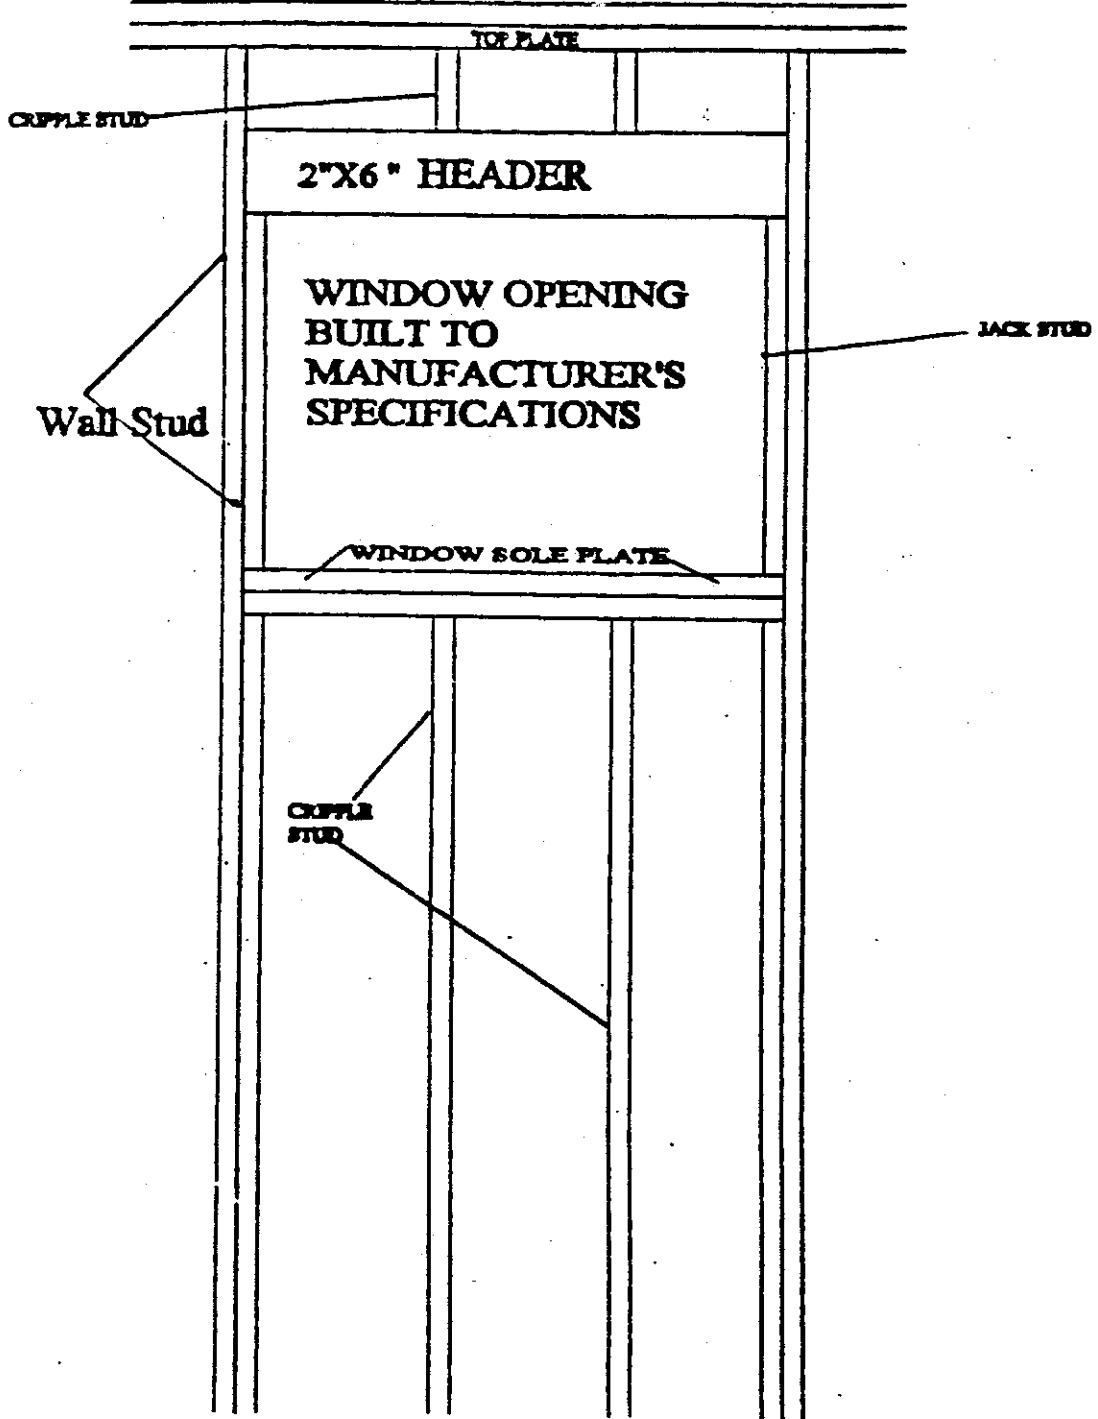 TOP PLATE
CRIPPLE STUD
2"X6" HEADER
WINDOW OPENING
BUILT TO
MANUFACTURER'S
SPECIFICATIONS
JACK STUD
Wall Stud
WINDOW SOLE PLATE
CRIPPLE
STUD